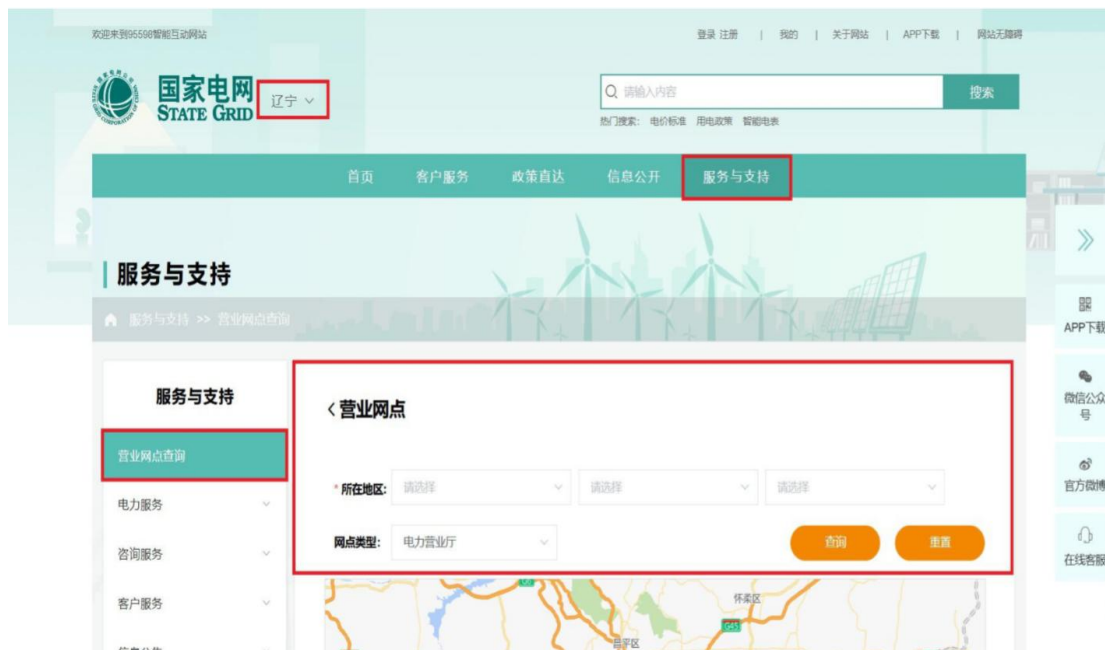 欢迎来到95598智能互动网站
登录 注册 | 我的 | 关于网站 | APP下载 | 网站无障碍
国家电网
STATE GRID
辽宁
请输入内容
搜索
热门搜索: 电价标准 用电政策 智能电表
首页 客户服务 政策直达 信息公开 服务与支持
服务与支持
服务与支持 >> 营业网点查询
APP下载
微信公众号
官方微博
在线客服
服务与支持
营业网点查询
电力服务
咨询服务
客户服务
信息公告
营业网点
* 所在地区: 请选择 请选择 请选择
网点类型: 电力营业厅 查询 重置
怀柔区
G45
昌平区